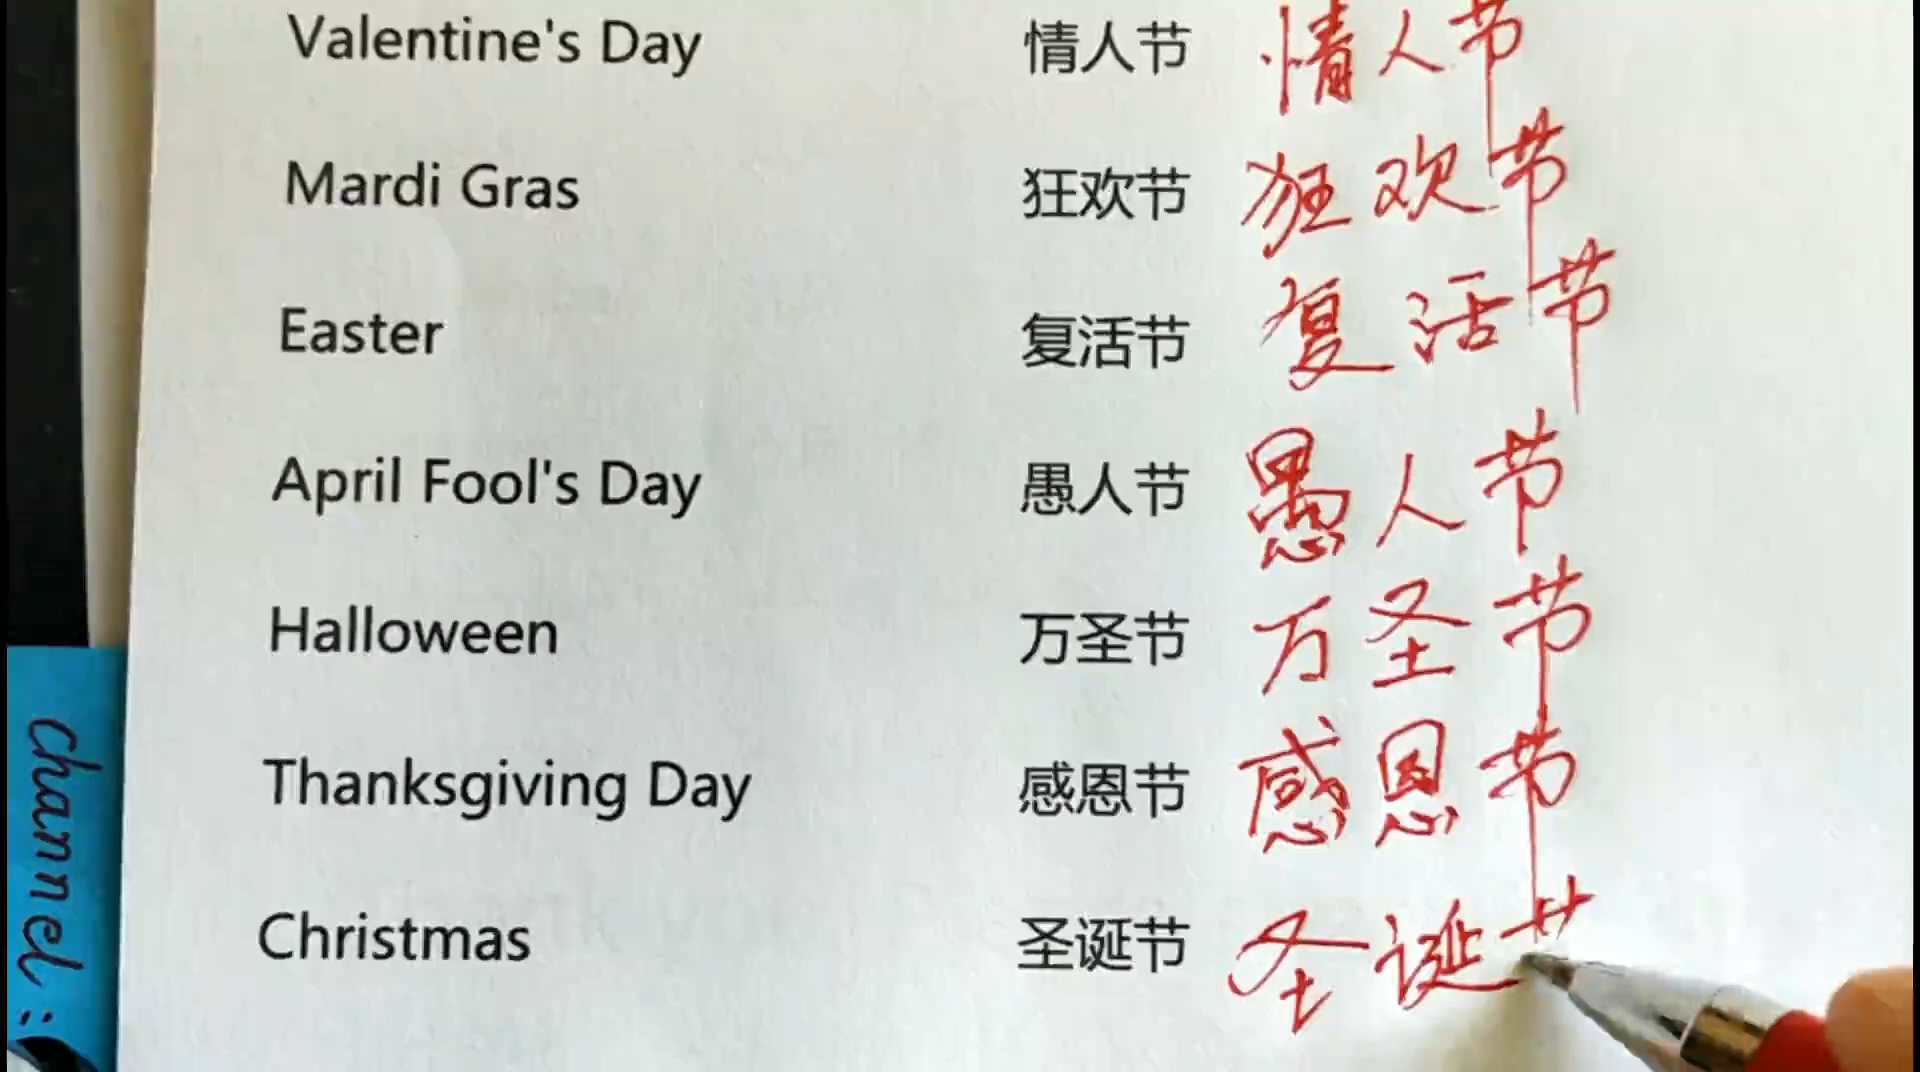 Valentine's Day 情人节 情人节
Mardi Gras 狂欢节 狂欢节
Easter 复活节 复活节
April Fool's Day 愚人节 愚人节
Halloween 万圣节 万圣节
Thanksgiving Day 感恩节 感恩节
Christmas 圣诞节 圣诞
channel: